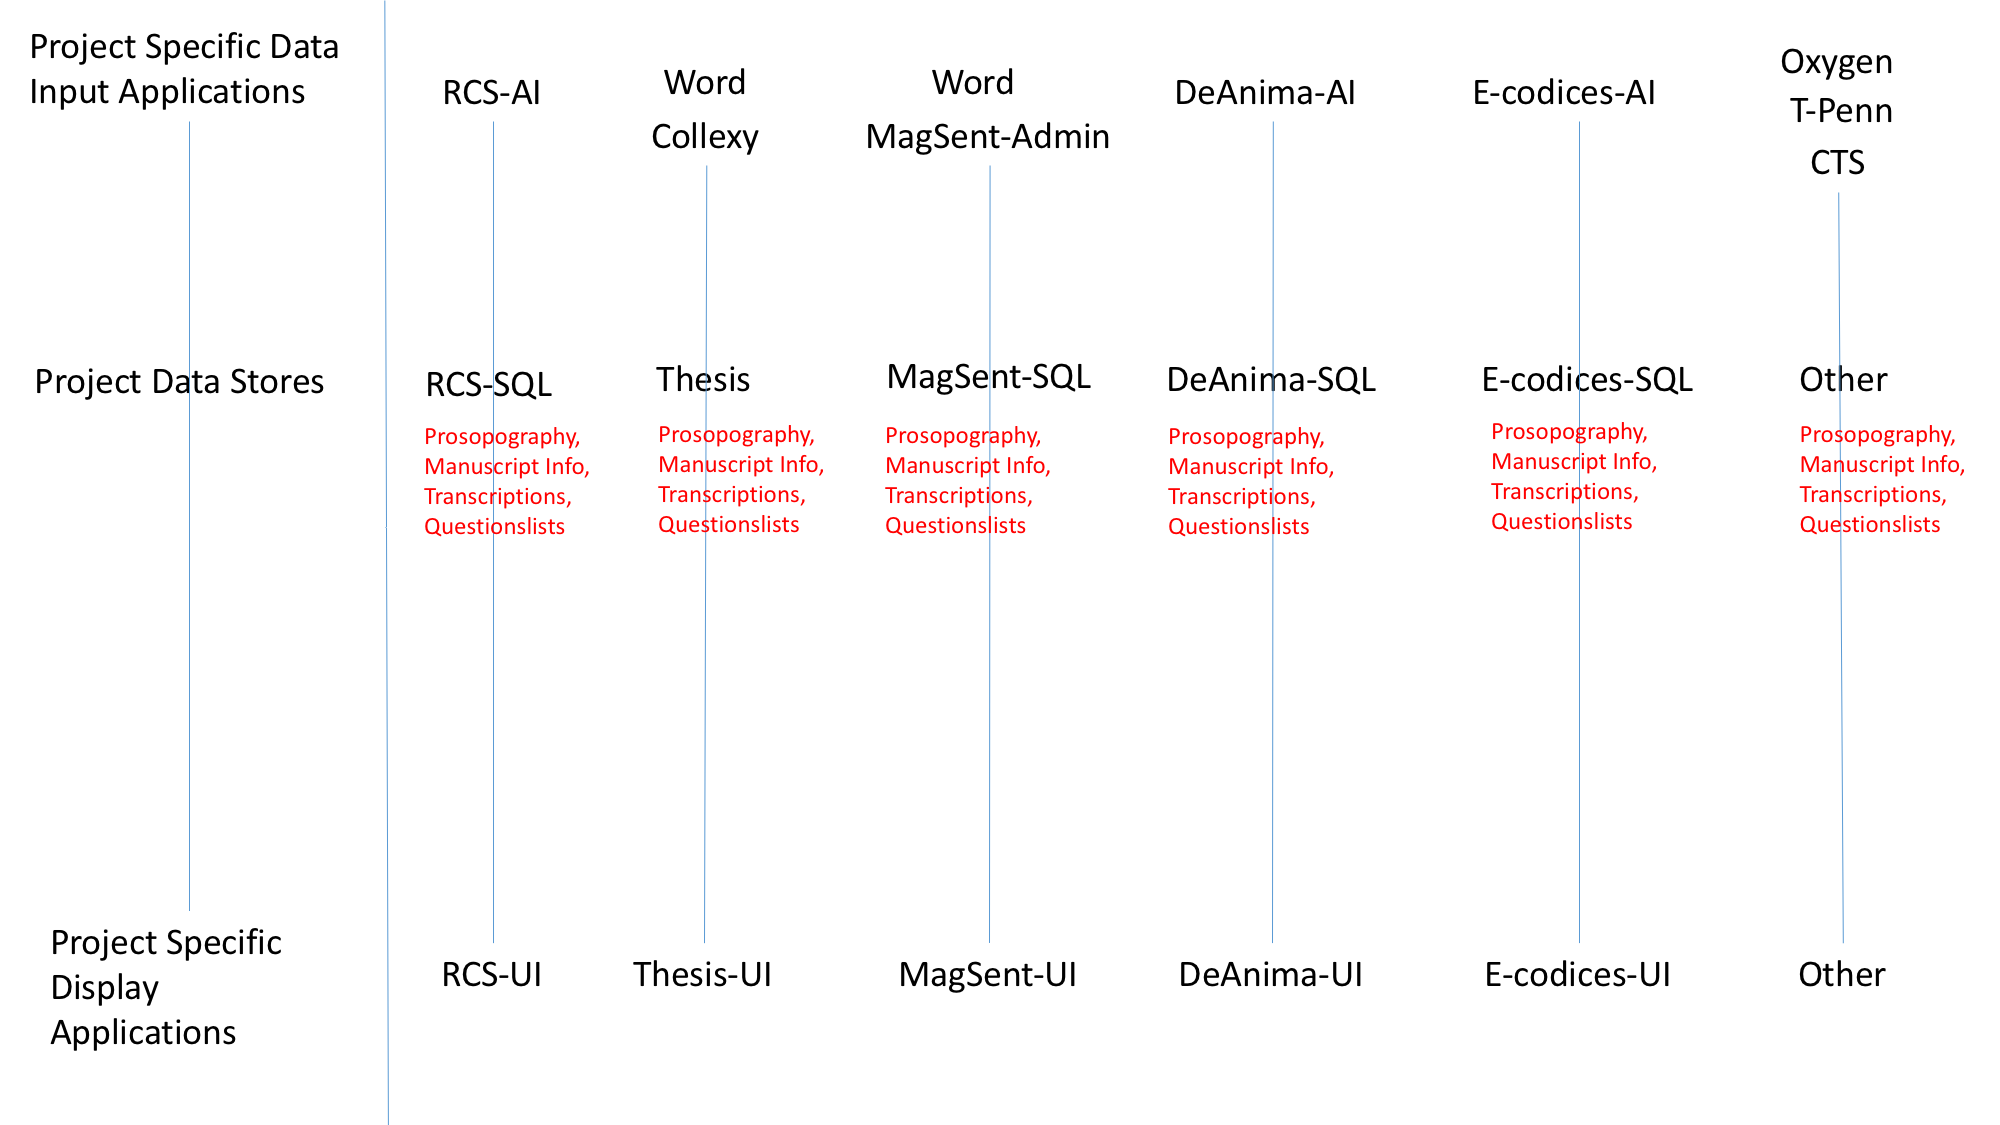 Project Specific Data
Input Applications
RCS-AI
Word
Collexy
Word
MagSent-Admin
DeAnima-AI
E-codices-AI
Oxygen
T-Penn
CTS
Project Data Stores
RCS-SQL
Prosopography,
Manuscript Info,
Transcriptions,
Questionslists
Thesis
Prosopography,
Manuscript Info,
Transcriptions,
Questionslists
MagSent-SQL
Prosopography,
Manuscript Info,
Transcriptions,
Questionslists
DeAnima-SQL
Prosopography,
Manuscript Info,
Transcriptions,
Questionslists
E-codices-SQL
Prosopography,
Manuscript Info,
Transcriptions,
Questionslists
Other
Prosopography,
Manuscript Info,
Transcriptions,
Questionslists
Project Specific
Display
Applications
RCS-UI
Thesis-UI
MagSent-UI
DeAnima-UI
E-codices-UI
Other